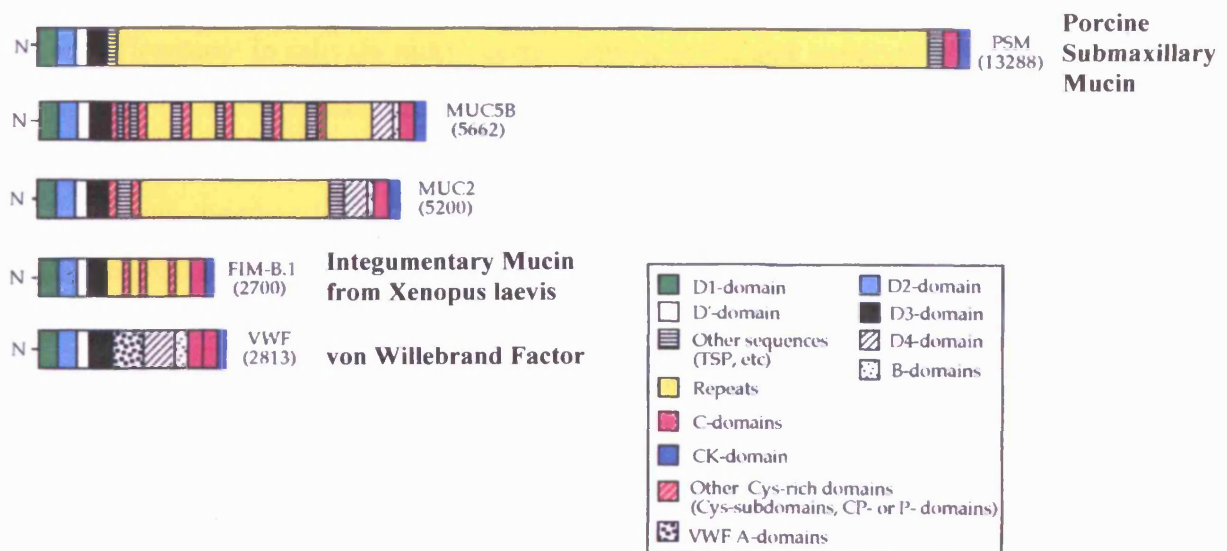 N-
PSM
(13288)
Porcine
Submaxillary
Mucin
N-
MUC5B
(5662)
N-
MUC2
(5200)
N-
FIM-B.1
(2700)
Integumentary Mucin
from Xenopus laevis
N-
VWF
(2813)
von Willebrand Factor
D1-domain
D'-domain
Other sequences
(TSP, etc)
Repeats
C-domains
CK-domain
Other Cys-rich domains
(Cys-subdomains, CP- or P- domains)
VWF A-domains
D2-domain
D3-domain
D4-domain
B-domains